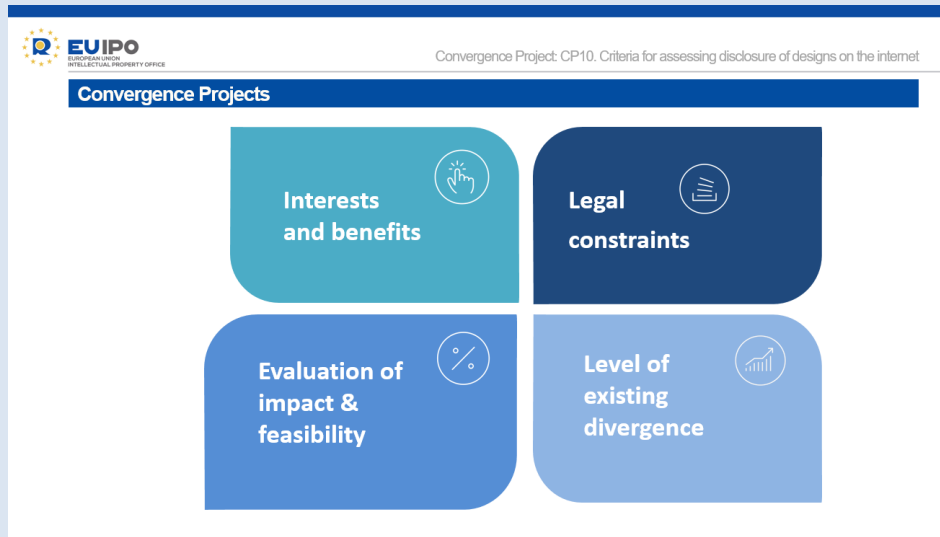 EUIPO
EUROPEAN UNION
INTELLECTUAL PROPERTY OFFICE
Convergence Project: CP10. Criteria for assessing disclosure of designs on the internet
Convergence Projects
Interests
and benefits
Legal
constraints
Evaluation of
impact &
feasibility
Level of
existing
divergence